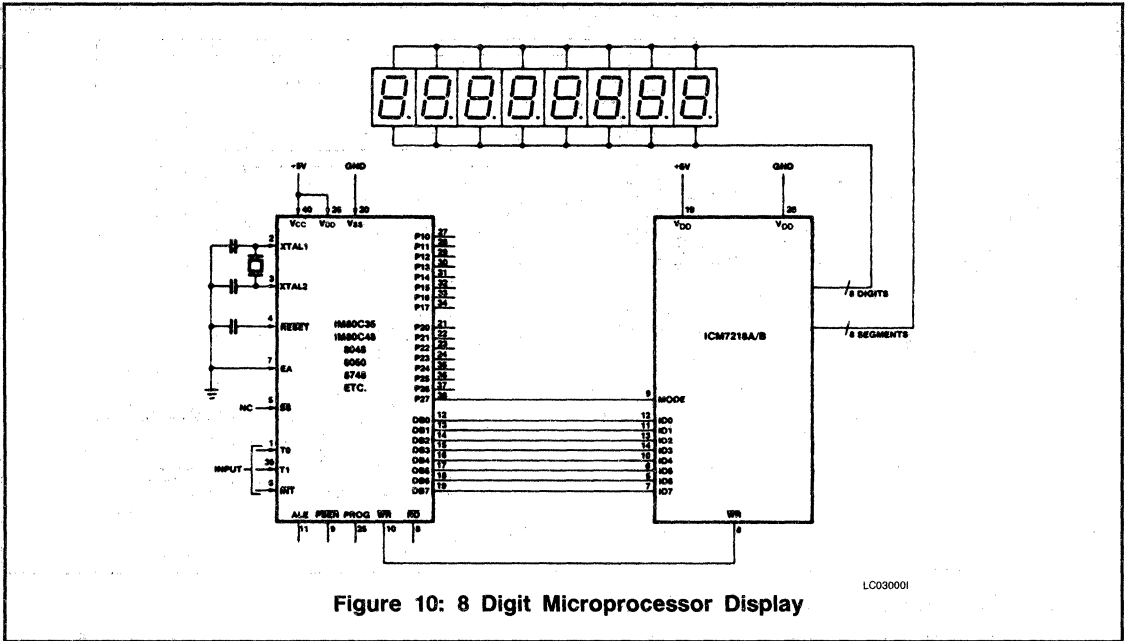 +5V GND
40 26 20
VCC VDD VSS
2 XTAL1
3 XTAL2
4 RESET
7 EA
NC 5 SS
1 T0
INPUT 39 T1
6 INT
IM80C35
IM80C48
8048
8050
8748
ETC.
P10 27
P11 28
P12 29
P13 30
P14 31
P15 32
P16 33
P17 34
P20 21
P21 22
P22 23
P23 24
P24 35
P25 36
P26 37
P27 38
DB0 12
DB1 13
DB2 14
DB3 15
DB4 16
DB5 17
DB6 18
DB7 19
ALE PSEN PROG WR RD
11 9 25 10 8
+5V GND
19 28
VDD VDD
8 DIGITS
8 SEGMENTS
ICM7218A/B
9 MODE
12 ID0
11 ID1
13 ID2
14 ID3
10 ID4
6 ID5
5 ID6
7 ID7
WR
8
LC03000I
Figure 10: 8 Digit Microprocessor Display